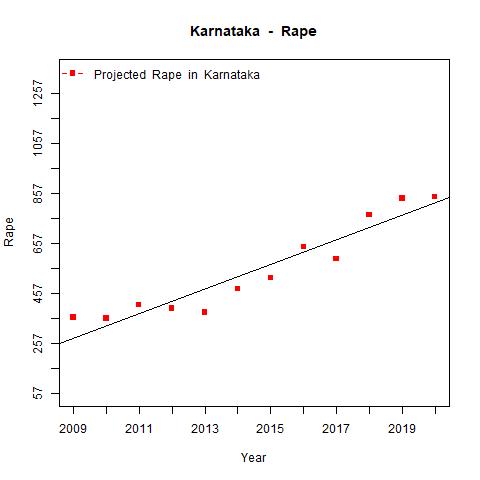 Karnataka - Rape
Projected Rape in Karnataka
1257
1057
857
657
457
257
57
Rape
2009 2011 2013 2015 2017 2019
Year